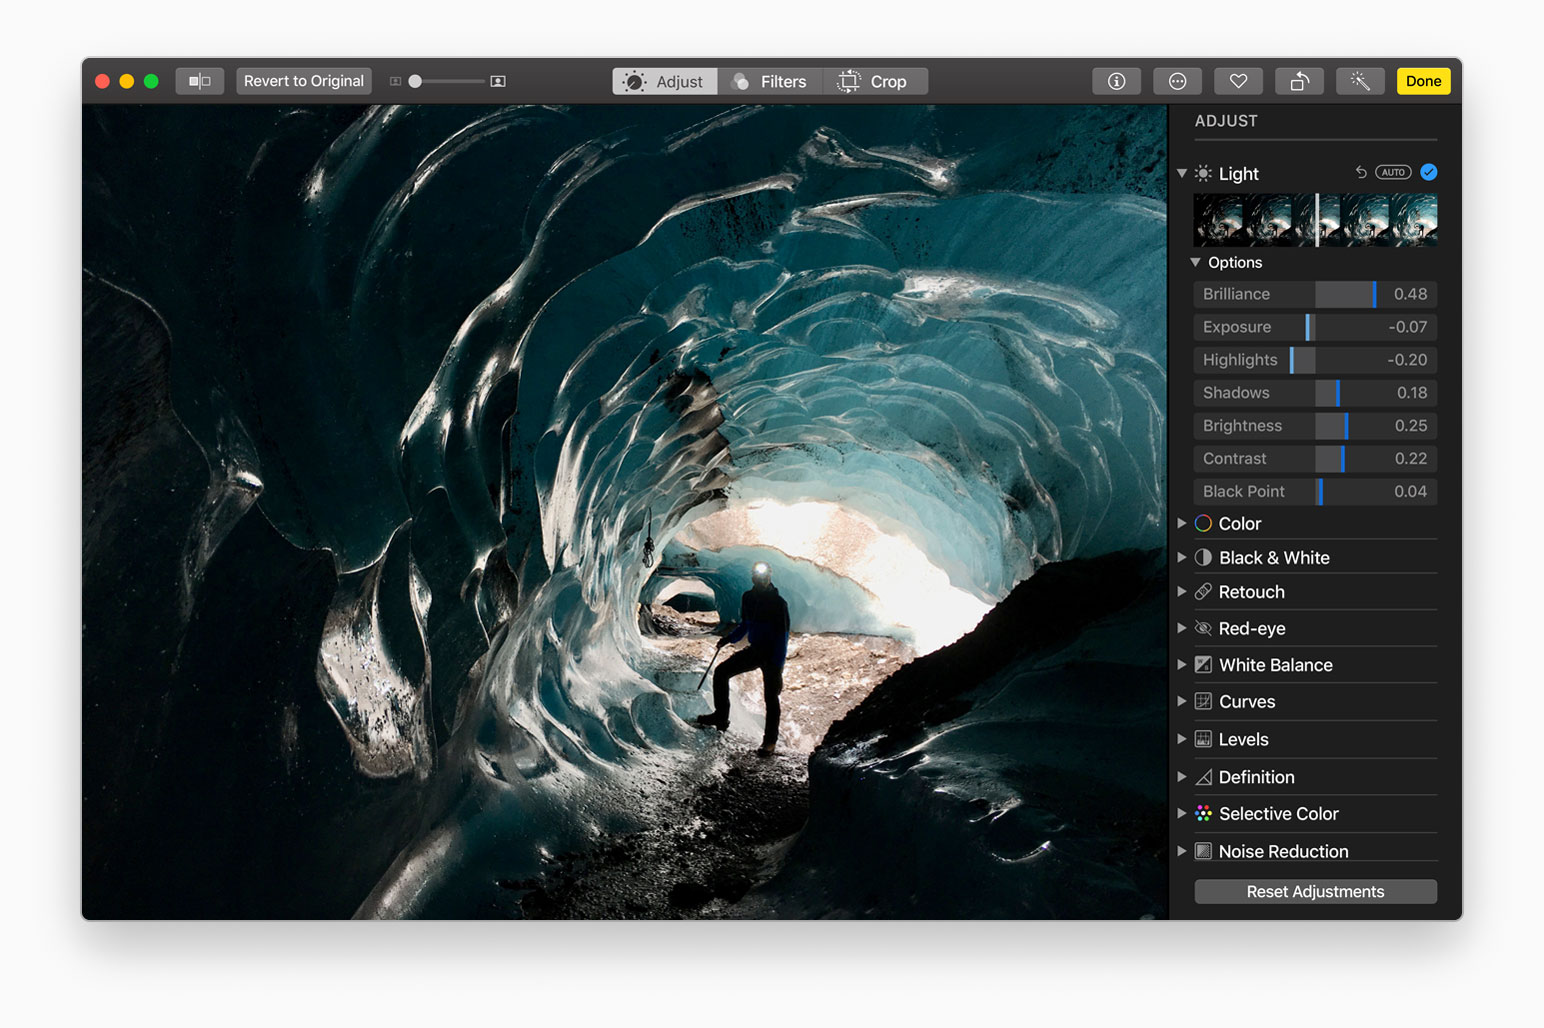 Revert to Original
Adjust
Filters
Crop
Done
ADJUST
Light
AUTO
Options
Brilliance 0.48
Exposure -0.07
Highlights -0.20
Shadows 0.18
Brightness 0.25
Contrast 0.22
Black Point 0.04
Color
Black & White
Retouch
Red-eye
White Balance
Curves
Levels
Definition
Selective Color
Noise Reduction
Reset Adjustments